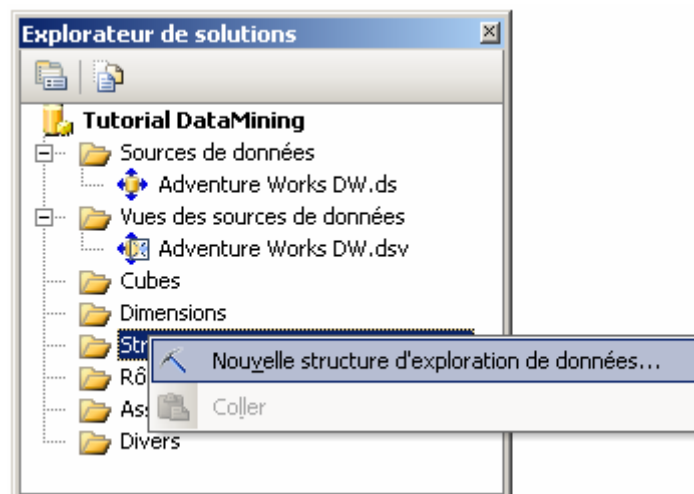 Explorateur de solutions
Tutorial DataMining
Sources de données
Adventure Works DW.ds
Vues des sources de données
Adventure Works DW.dsv
Cubes
Dimensions
Str
Nouvelle structure d'exploration de données...
Rô
Coller
Ass
Divers